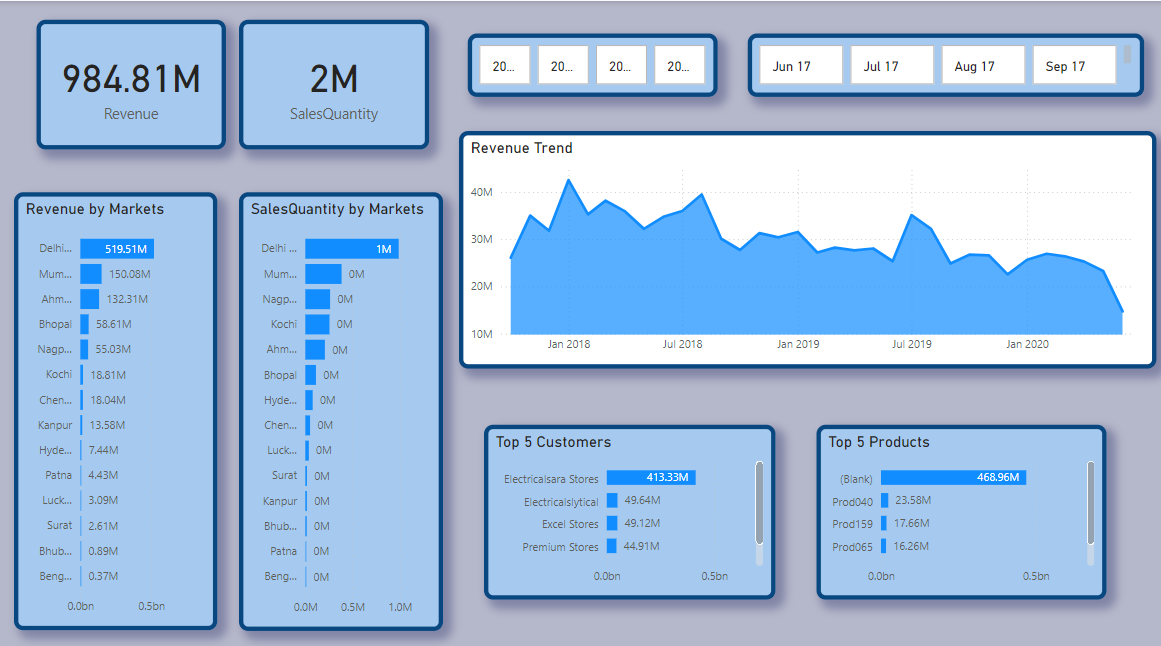 984.81M
Revenue
2M
SalesQuantity
20... 20... 20... 20...
Jun 17 Jul 17 Aug 17 Sep 17
Revenue Trend
40M
30M
20M
10M
Jan 2018 Jul 2018 Jan 2019 Jul 2019 Jan 2020
Revenue by Markets
Delhi... 519.51M
Mum... 150.08M
Ahm... 132.31M
Bhopal 58.61M
Nagp... 55.03M
Kochi 18.81M
Chen... 18.04M
Kanpur 13.58M
Hyde... 7.44M
Patna 4.43M
Luck... 3.09M
Surat 2.61M
Bhub... 0.89M
Beng... 0.37M
0.0bn 0.5bn
SalesQuantity by Markets
Delhi ... 1M
Mum... 0M
Nagp... 0M
Kochi 0M
Ahm... 0M
Bhopal 0M
Hyde... 0M
Chen... 0M
Luck... 0M
Surat 0M
Kanpur 0M
Bhub... 0M
Patna 0M
Beng... 0M
0.0M 0.5M 1.0M
Top 5 Customers
Electricalsara Stores 413.33M
Electricalslytical 49.64M
Excel Stores 49.12M
Premium Stores 44.91M
0.0bn 0.5bn
Top 5 Products
(Blank) 468.96M
Prod040 23.58M
Prod159 17.66M
Prod065 16.26M
0.0bn 0.5bn